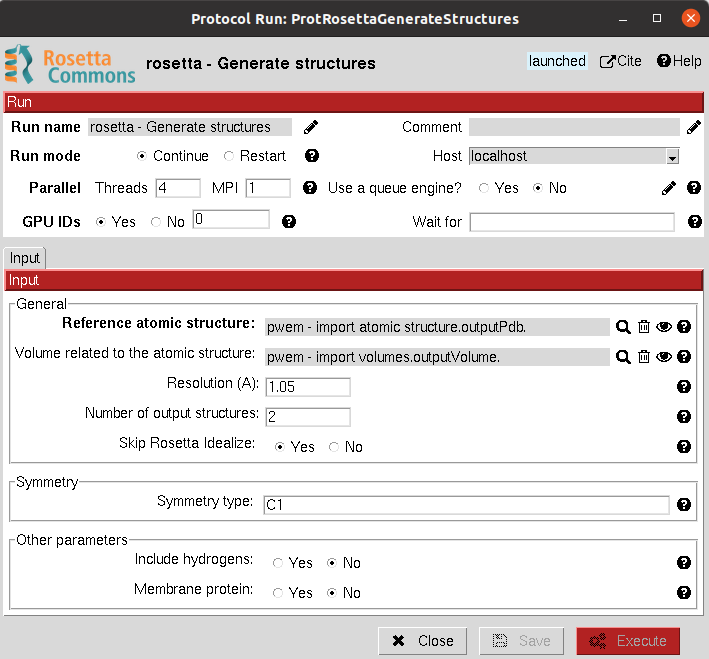 Protocol Run: ProtRosettaGenerateStructures
Rosetta Commons rosetta - Generate structures launched Cite Help
Run
Run name rosetta - Generate structures Comment
Run mode Continue Restart Host localhost
Parallel Threads 4 MPI 1 Use a queue engine? Yes No
GPU IDs Yes No 0 Wait for
Input
Input
General
Reference atomic structure: pwem - import atomic structure.outputPdb.
Volume related to the atomic structure: pwem - import volumes.outputVolume.
Resolution (A): 1.05
Number of output structures: 2
Skip Rosetta Idealize: Yes No
Symmetry
Symmetry type: C1
Other parameters
Include hydrogens: Yes No
Membrane protein: Yes No
Close Save Execute